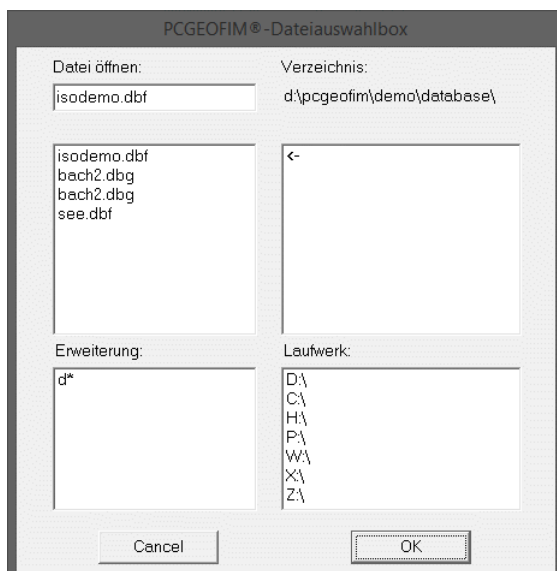 PCGEOFIM®-Dateiauswahlbox
Datei öffnen:
isodemo.dbf
isodemo.dbf
bach2.dbg
bach2.dbg
see.dbf
Erweiterung:
d*
Verzeichnis:
d:\pcgeofim\demo\database\
<-
Laufwerk:
D:\
C:\
H:\
P:\
W:\
X:\
Z:\
Cancel
OK